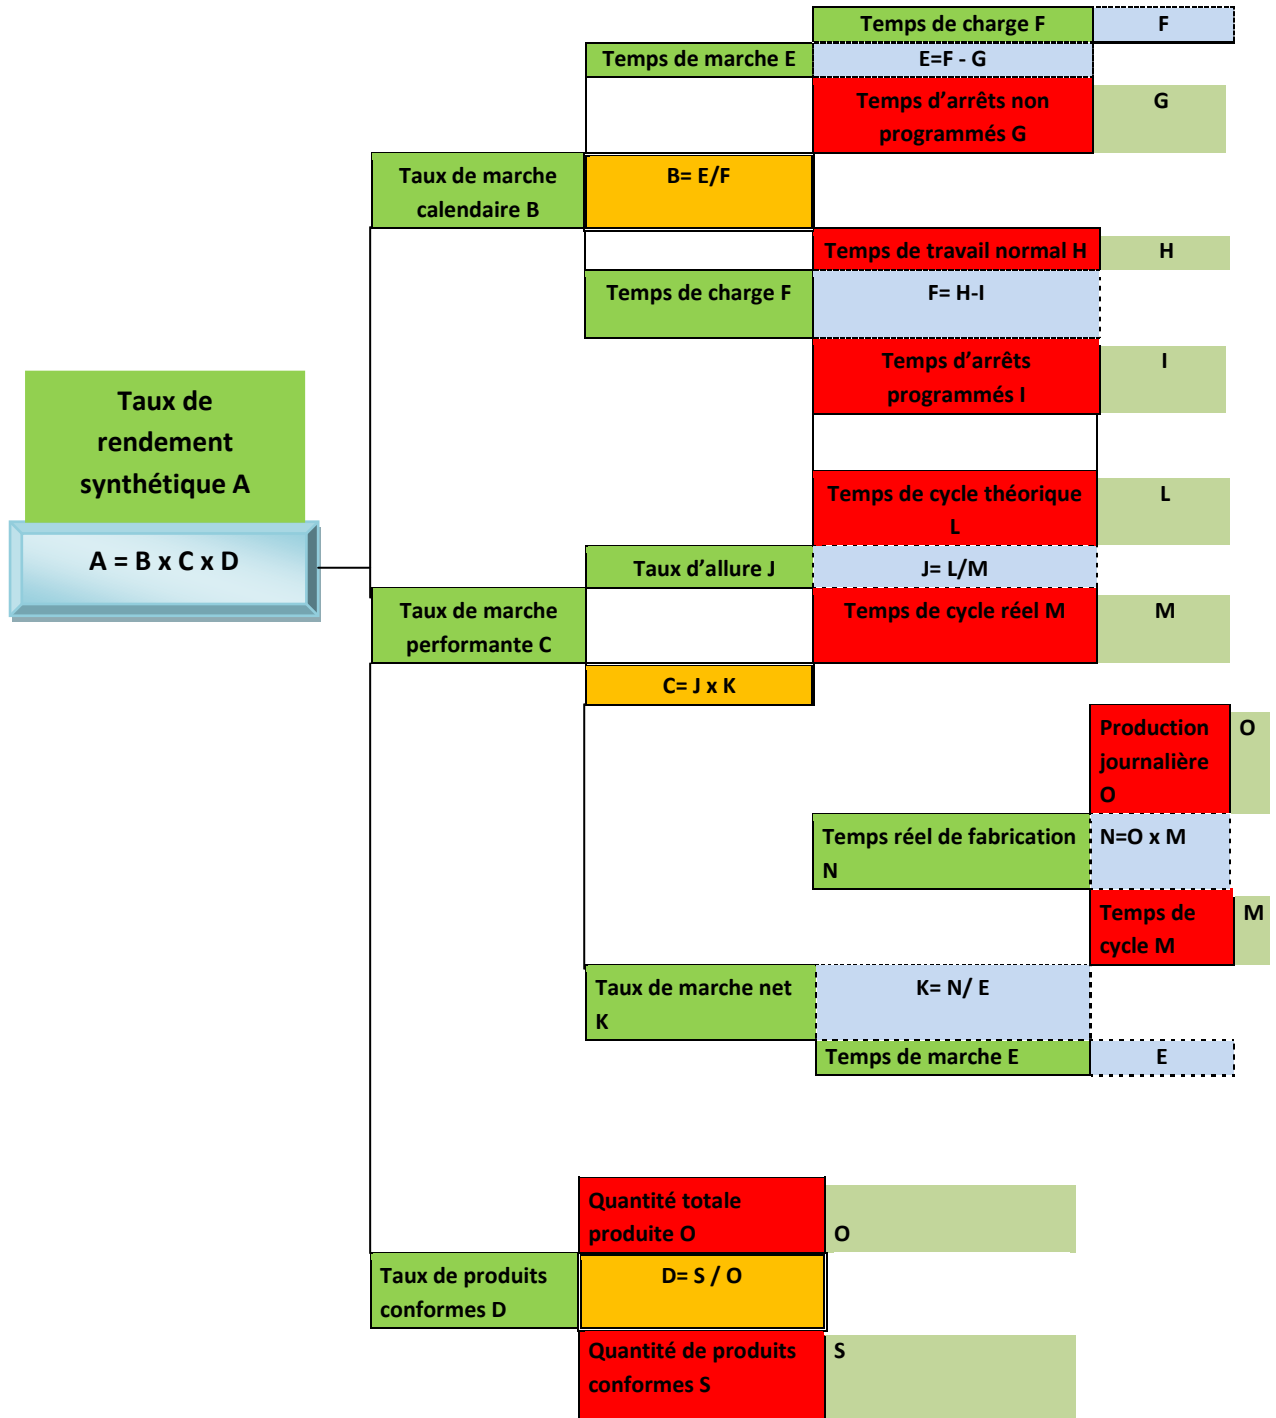 Temps de charge F
F
Temps de marche E
E=F - G
Temps d’arrêts non
programmés G
G
Taux de marche
calendaire B
B= E/F
Temps de travail normal H
H
Temps de charge F
F= H-I
Temps d’arrêts
programmés I
I
Taux de
rendement
synthétique A
A = B x C x D
Temps de cycle théorique
L
L
Taux d’allure J
J= L/M
Taux de marche
performante C
Temps de cycle réel M
M
C= J x K
Production
journalière
O
O
Temps réel de fabrication
N
N=O x M
Temps de
cycle M
M
Taux de marche net
K
K= N/ E
Temps de marche E
E
Quantité totale
produite O
O
Taux de produits
conformes D
D= S / O
Quantité de produits
conformes S
S